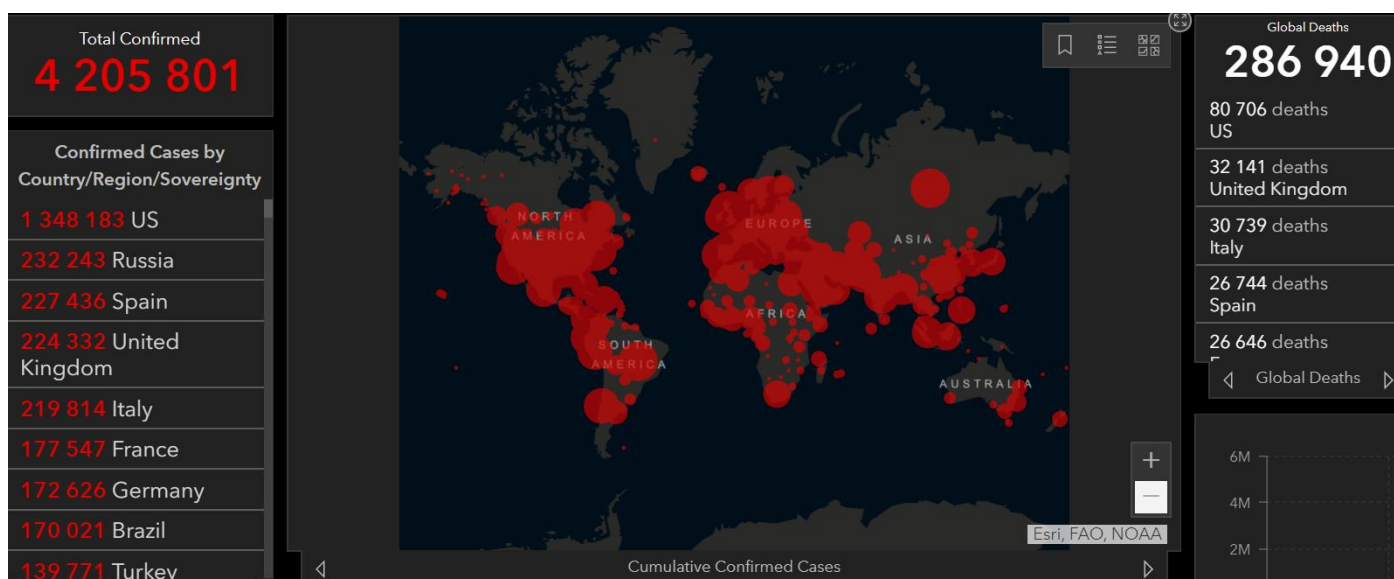 Total Confirmed
4 205 801
Confirmed Cases by
Country/Region/Sovereignty
1 348 183 US
232 243 Russia
227 436 Spain
224 332 United
Kingdom
219 814 Italy
177 547 France
172 626 Germany
170 021 Brazil
139 771 Turkey
NORTH
AMERICA
EUROPE
ASIA
AFRICA
SOUTH
AMERICA
AUSTRALIA
Esri, FAO, NOAA
Cumulative Confirmed Cases
Global Deaths
286 940
80 706 deaths
US
32 141 deaths
United Kingdom
30 739 deaths
Italy
26 744 deaths
Spain
26 646 deaths
Global Deaths
6M
4M
2M